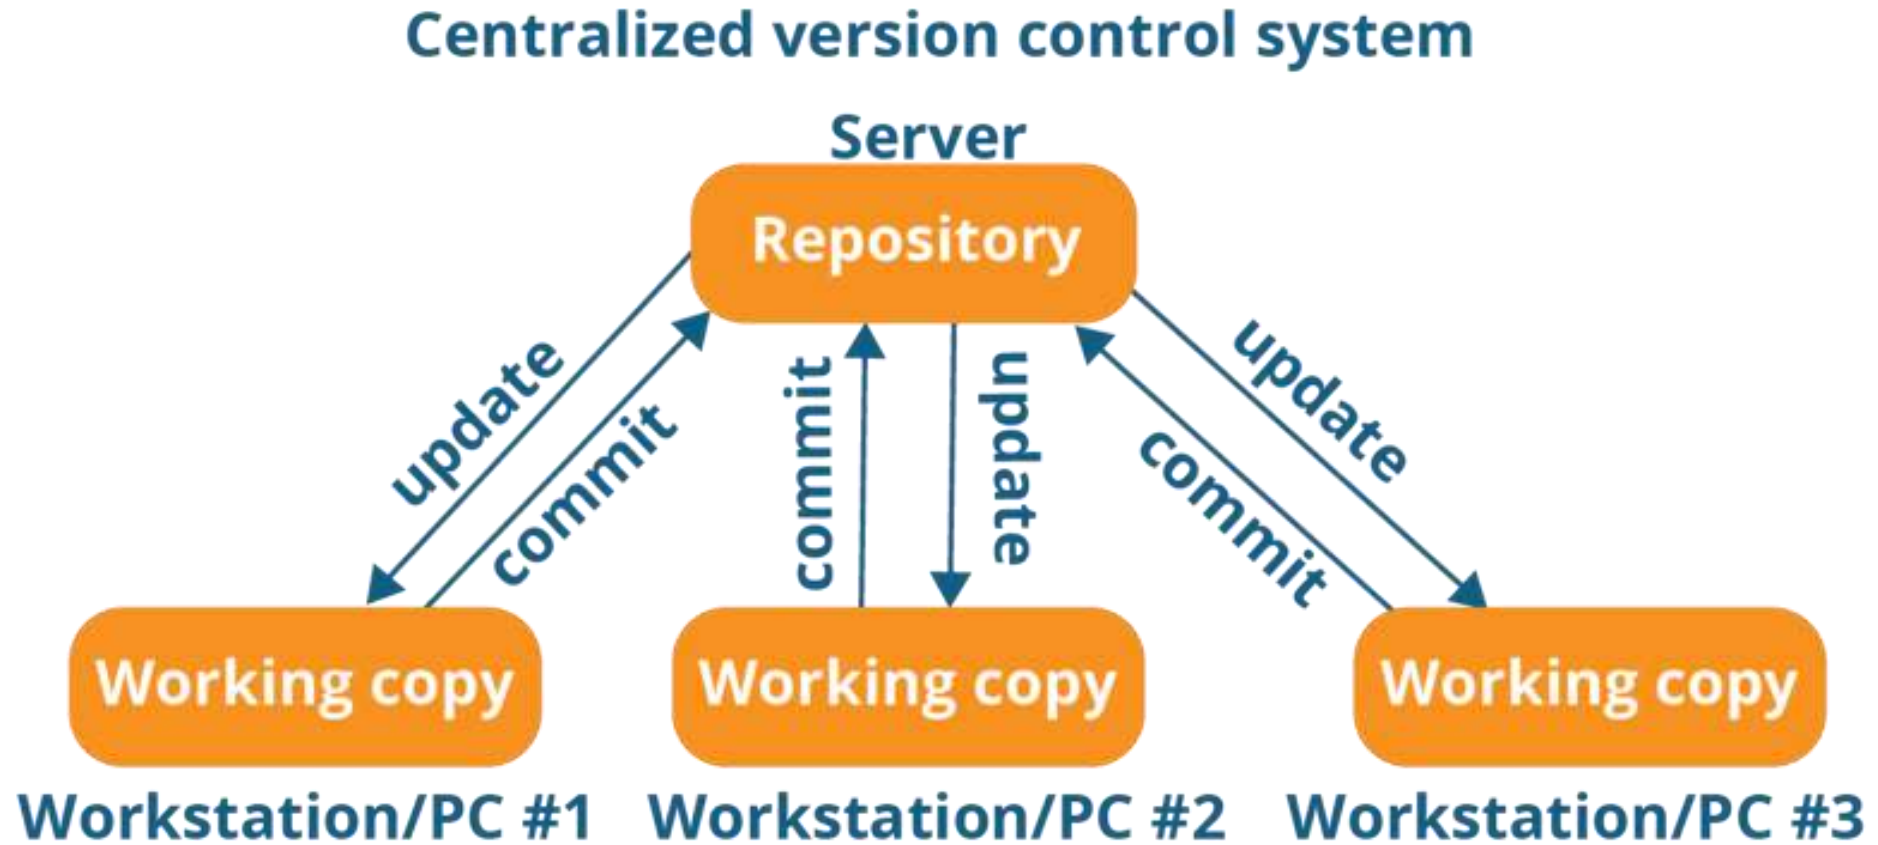 Centralized version control system
Server
Repository
update
commit
commit
update
commit
update
Working copy
Working copy
Working copy
Workstation/PC #1
Workstation/PC #2
Workstation/PC #3